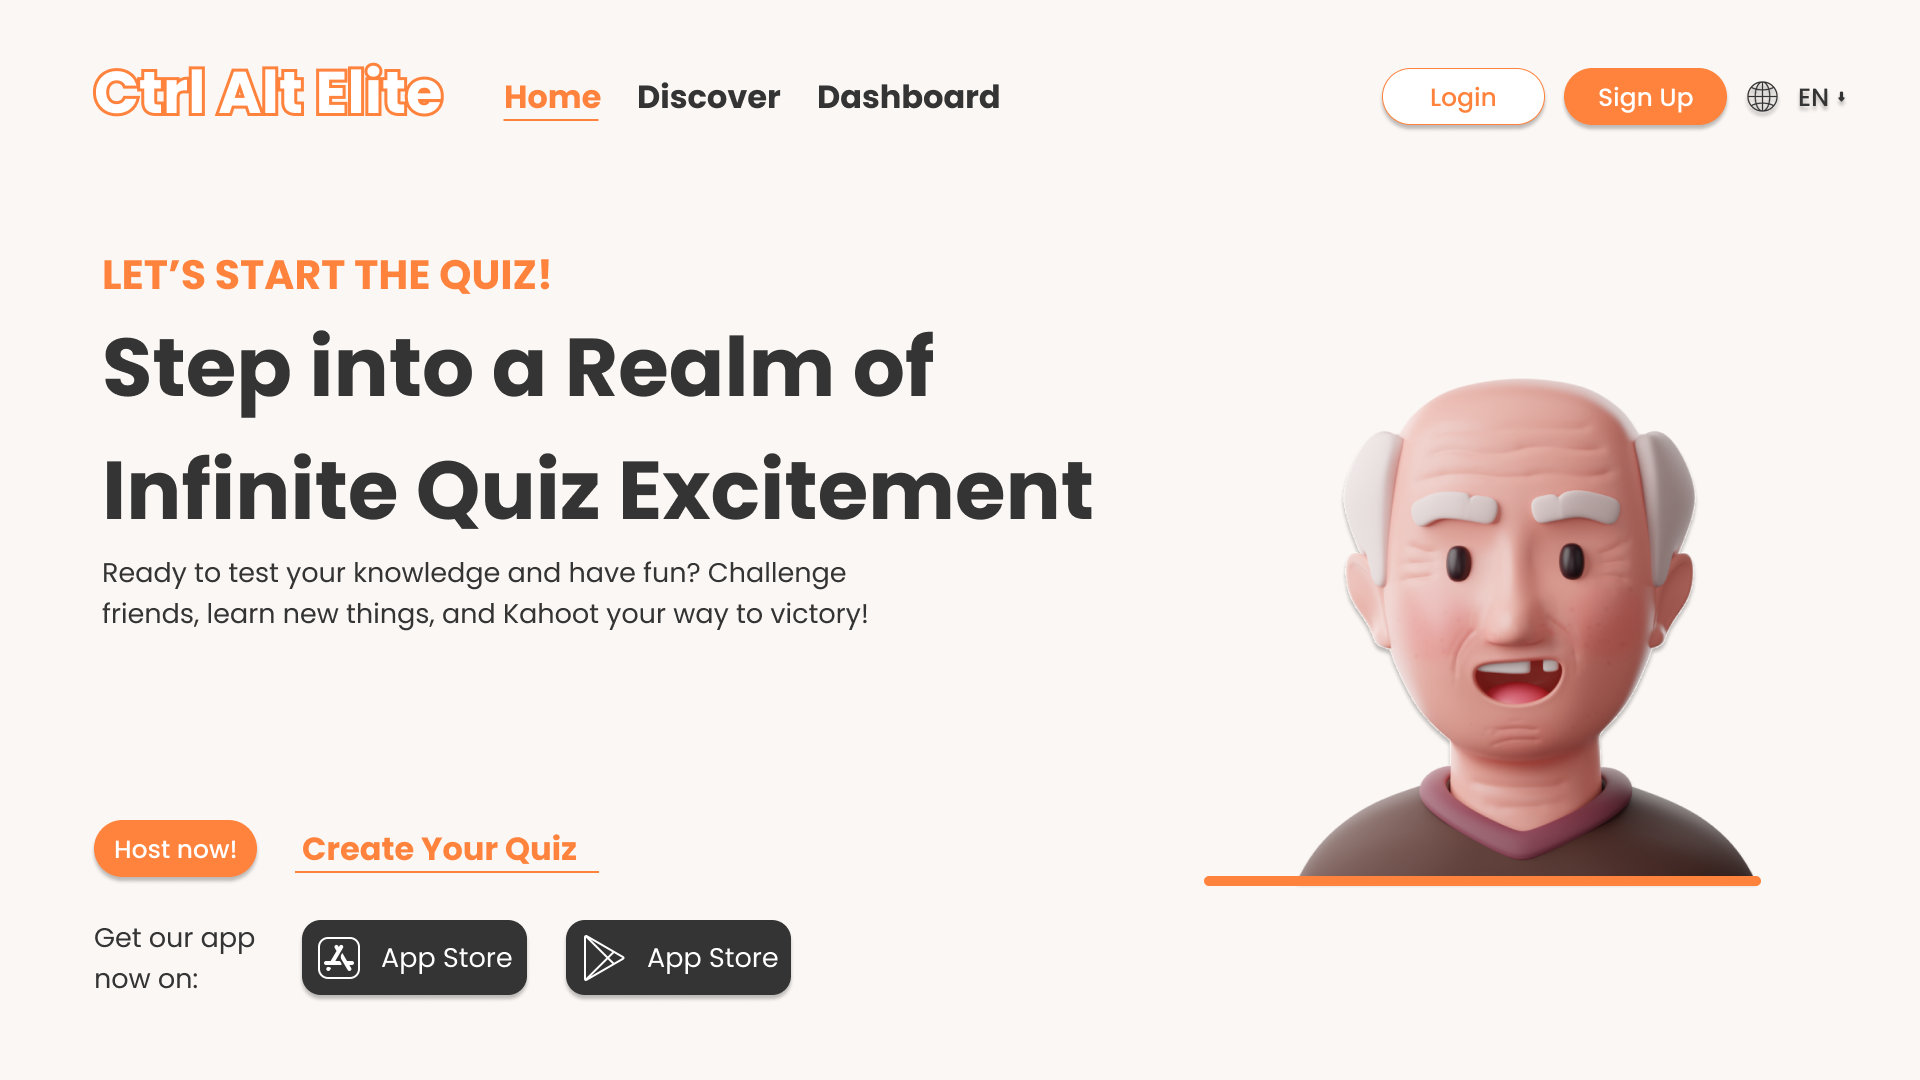 Ctrl Alt Elite
Home Discover Dashboard
Login Sign Up EN
LET’S START THE QUIZ!
Step into a Realm of
Infinite Quiz Excitement
Ready to test your knowledge and have fun? Challenge
friends, learn new things, and Kahoot your way to victory!
Host now! Create Your Quiz
Get our app
now on:
App Store App Store